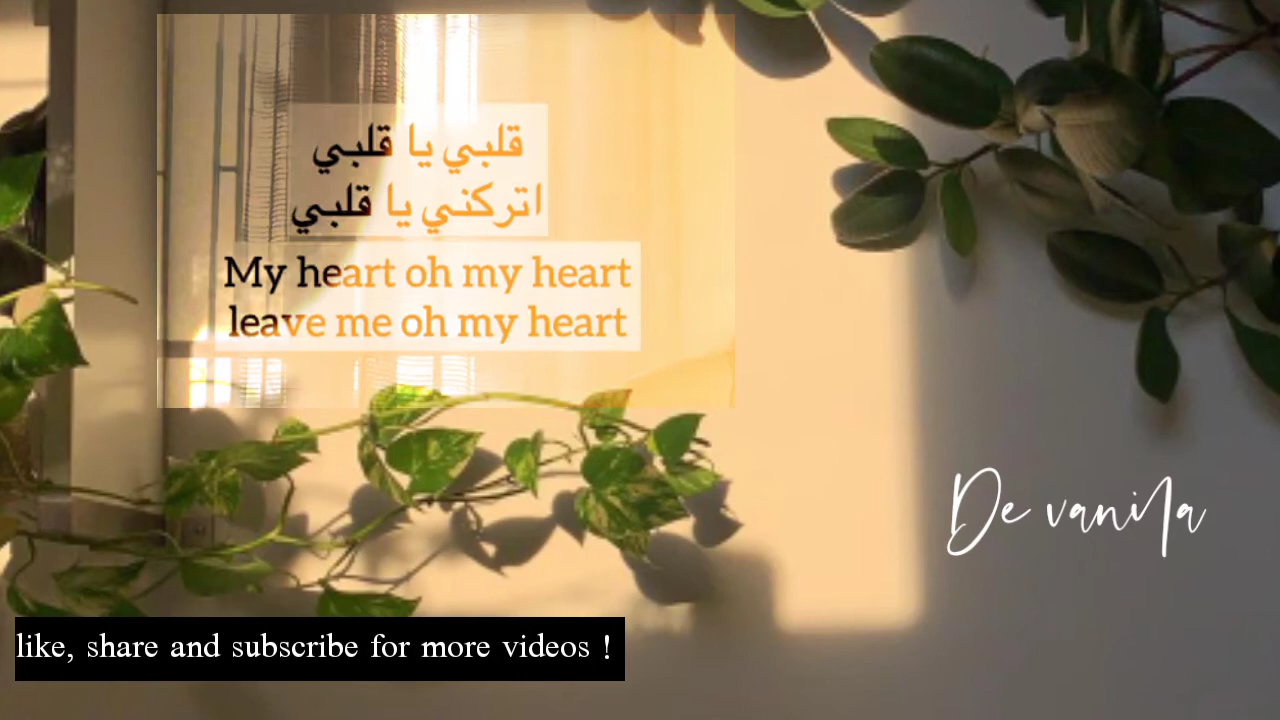 قلبي يا قلبي
اتركني يا قلبي
My heart oh my heart
leave me oh my heart
De vanila
like, share and subscribe for more videos !